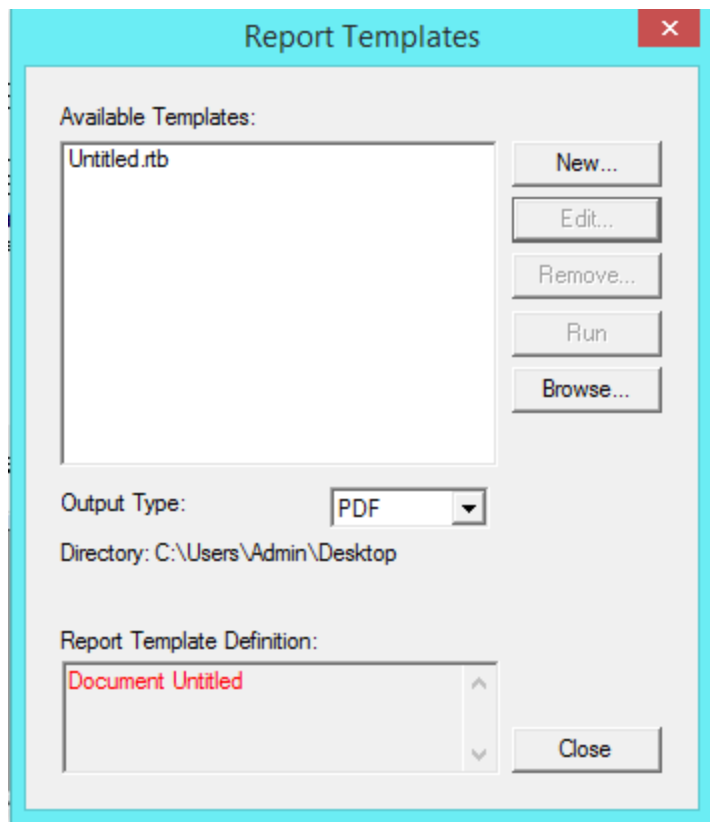 Report Templates
Available Templates:
Untitled.rtb
New...
Edit...
Remove...
Run
Browse...
Output Type:
PDF
Directory: C:\Users\Admin\Desktop
Report Template Definition:
Document Untitled
Close